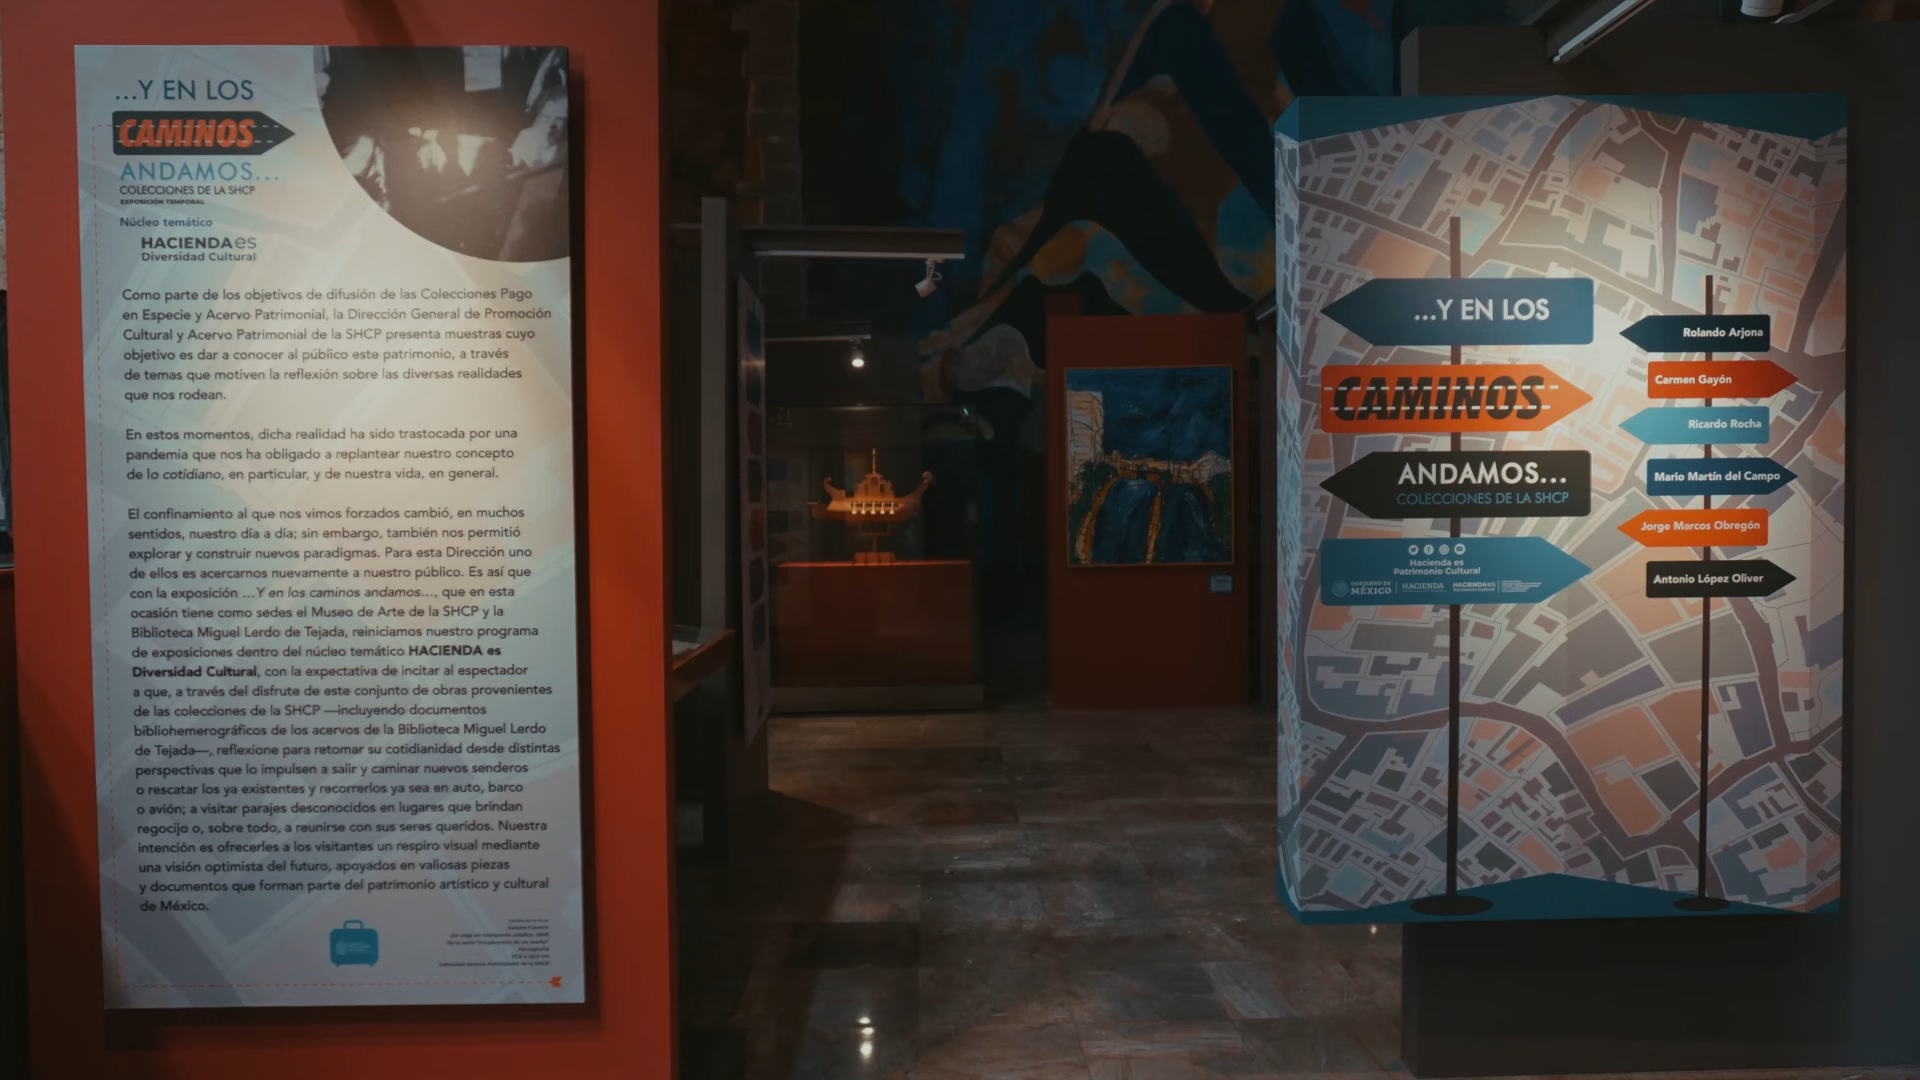 ...Y EN LOS
CAMINOS
ANDAMOS...
COLECCIONES DE LA SHCP
EXPOSICIÓN TEMPORAL
Núcleo temático
HACIENDAes
Diversidad Cultural
Como parte de los objetivos de difusión de las Colecciones Pago
en Especie y Acervo Patrimonial, la Dirección General de Promoción
Cultural y Acervo Patrimonial de la SHCP presenta muestras cuyo
objetivo es dar a conocer al público este patrimonio, a través
de temas que motiven la reflexión sobre las diversas realidades
que nos rodean.
En estos momentos, dicha realidad ha sido trastocada por una
pandemia que nos ha obligado a replantear nuestro concepto
de lo cotidiano, en particular, y de nuestra vida, en general.
El confinamiento al que nos vimos forzados cambió, en muchos
sentidos, nuestro día a día; sin embargo, también nos permitió
explorar y construir nuevos paradigmas. Para esta Dirección uno
de ellos es acercarnos nuevamente a nuestro público. Es así que
con la exposición ...Y en los caminos andamos..., que en esta
ocasión tiene como sedes el Museo de Arte de la SHCP y la
Biblioteca Miguel Lerdo de Tejada, reiniciamos nuestro programa
de exposiciones dentro del núcleo temático HACIENDA es
Diversidad Cultural, con la expectativa de incitar al espectador
a que, a través del disfrute de este conjunto de obras provenientes
de las colecciones de la SHCP —incluyendo documentos
bibliohemerográficos de los acervos de la Biblioteca Miguel Lerdo
de Tejada—, reflexione para retomar su cotidianidad desde distintas
perspectivas que lo impulsen a salir y caminar nuevos senderos
o rescatar los ya existentes y recorrerlos ya sea en auto, barco
o avión; a visitar parajes desconocidos en lugares que brindan
regocijo o, sobre todo, a reunirse con sus seres queridos. Nuestra
intención es ofrecerles a los visitantes un respiro visual mediante
una visión optimista del futuro, apoyados en valiosas piezas
y documentos que forman parte del patrimonio artístico y cultural
de México.
...Y EN LOS
CAMINOS
ANDAMOS...
COLECCIONES DE LA SHCP
Hacienda es
Patrimonio Cultural
GOBIERNO DE
MÉXICO
HACIENDA
HACIENDAes
Rolando Arjona
Carmen Gayón
Ricardo Rocha
Mario Martín del Campo
Jorge Marcos Obregón
Antonio López Oliver